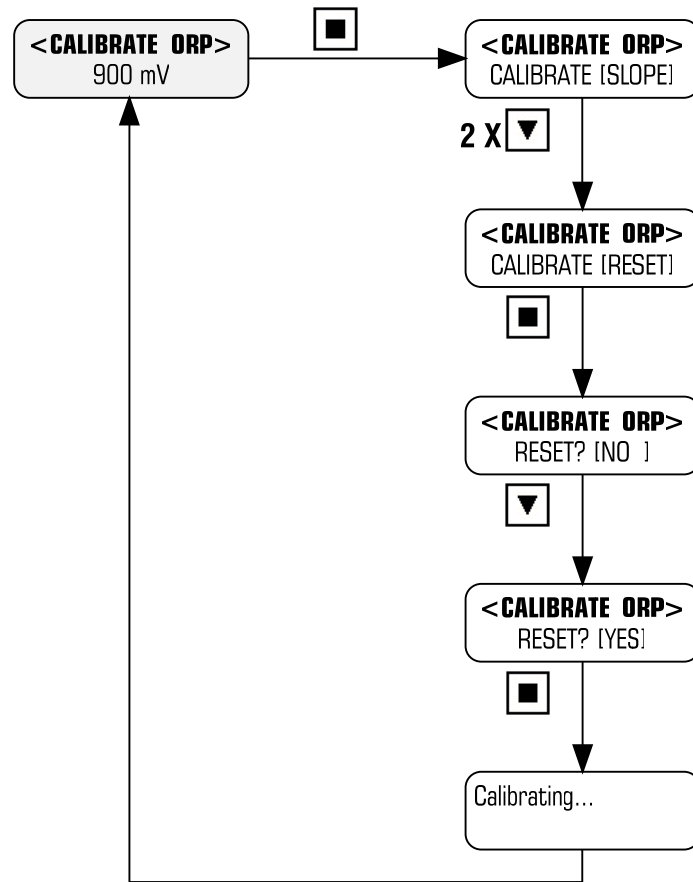 <CALIBRATE ORP>
900 mV
<CALIBRATE ORP>
CALIBRATE [SLOPE]
2 X
<CALIBRATE ORP>
CALIBRATE [RESET]
<CALIBRATE ORP>
RESET? [NO  ]
<CALIBRATE ORP>
RESET? [YES]
Calibrating...